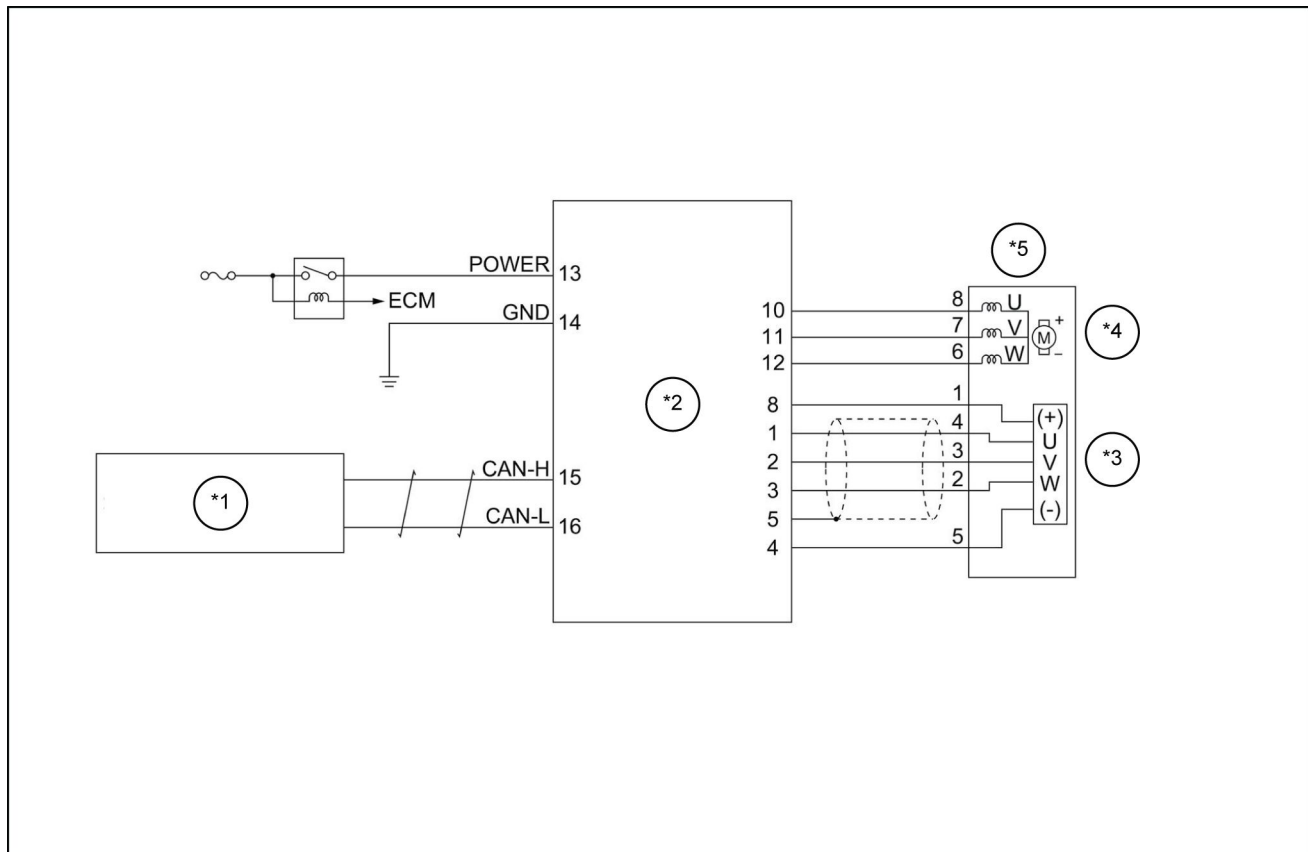 *5
POWER 13
ECM
GND 14
10 8 U
11 7 V M + - *4
12 6 W
*2
8 1 (+)
1 4 U
2 3 V *3
3 2 W
5
4 5 (-)
*1 CAN-H 15
CAN-L 16